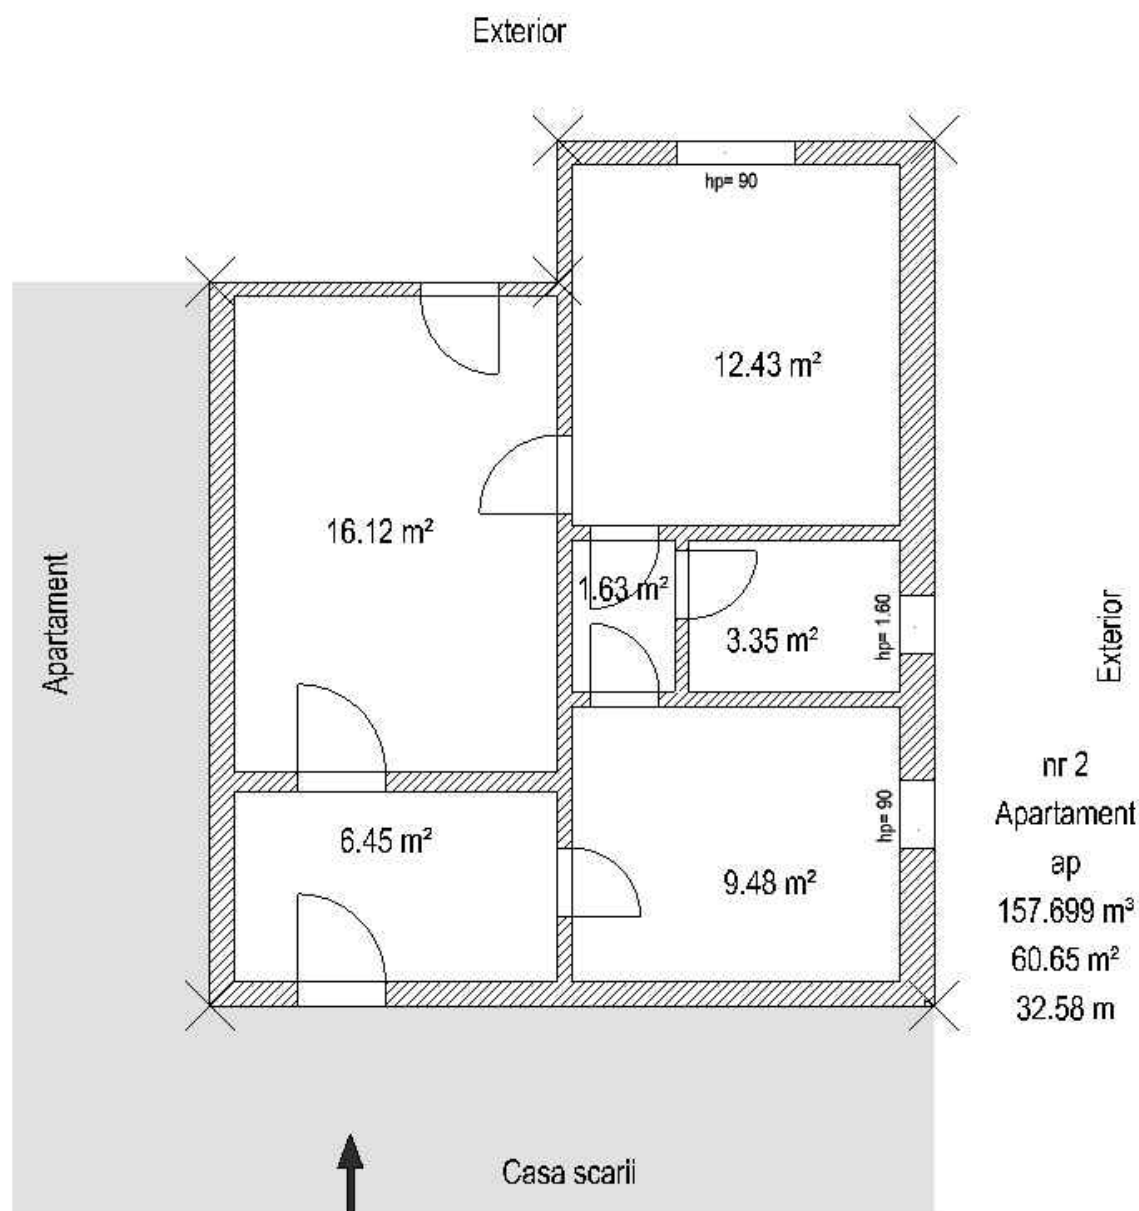 Exterior
hp= 90
12.43 m²
16.12 m²
1.63 m²
3.35 m²
hp= 1.60
Apartament
Exterior
6.45 m²
9.48 m²
hp= 90
nr 2
Apartament
ap
157.699 m³
60.65 m²
32.58 m
Casa scarii